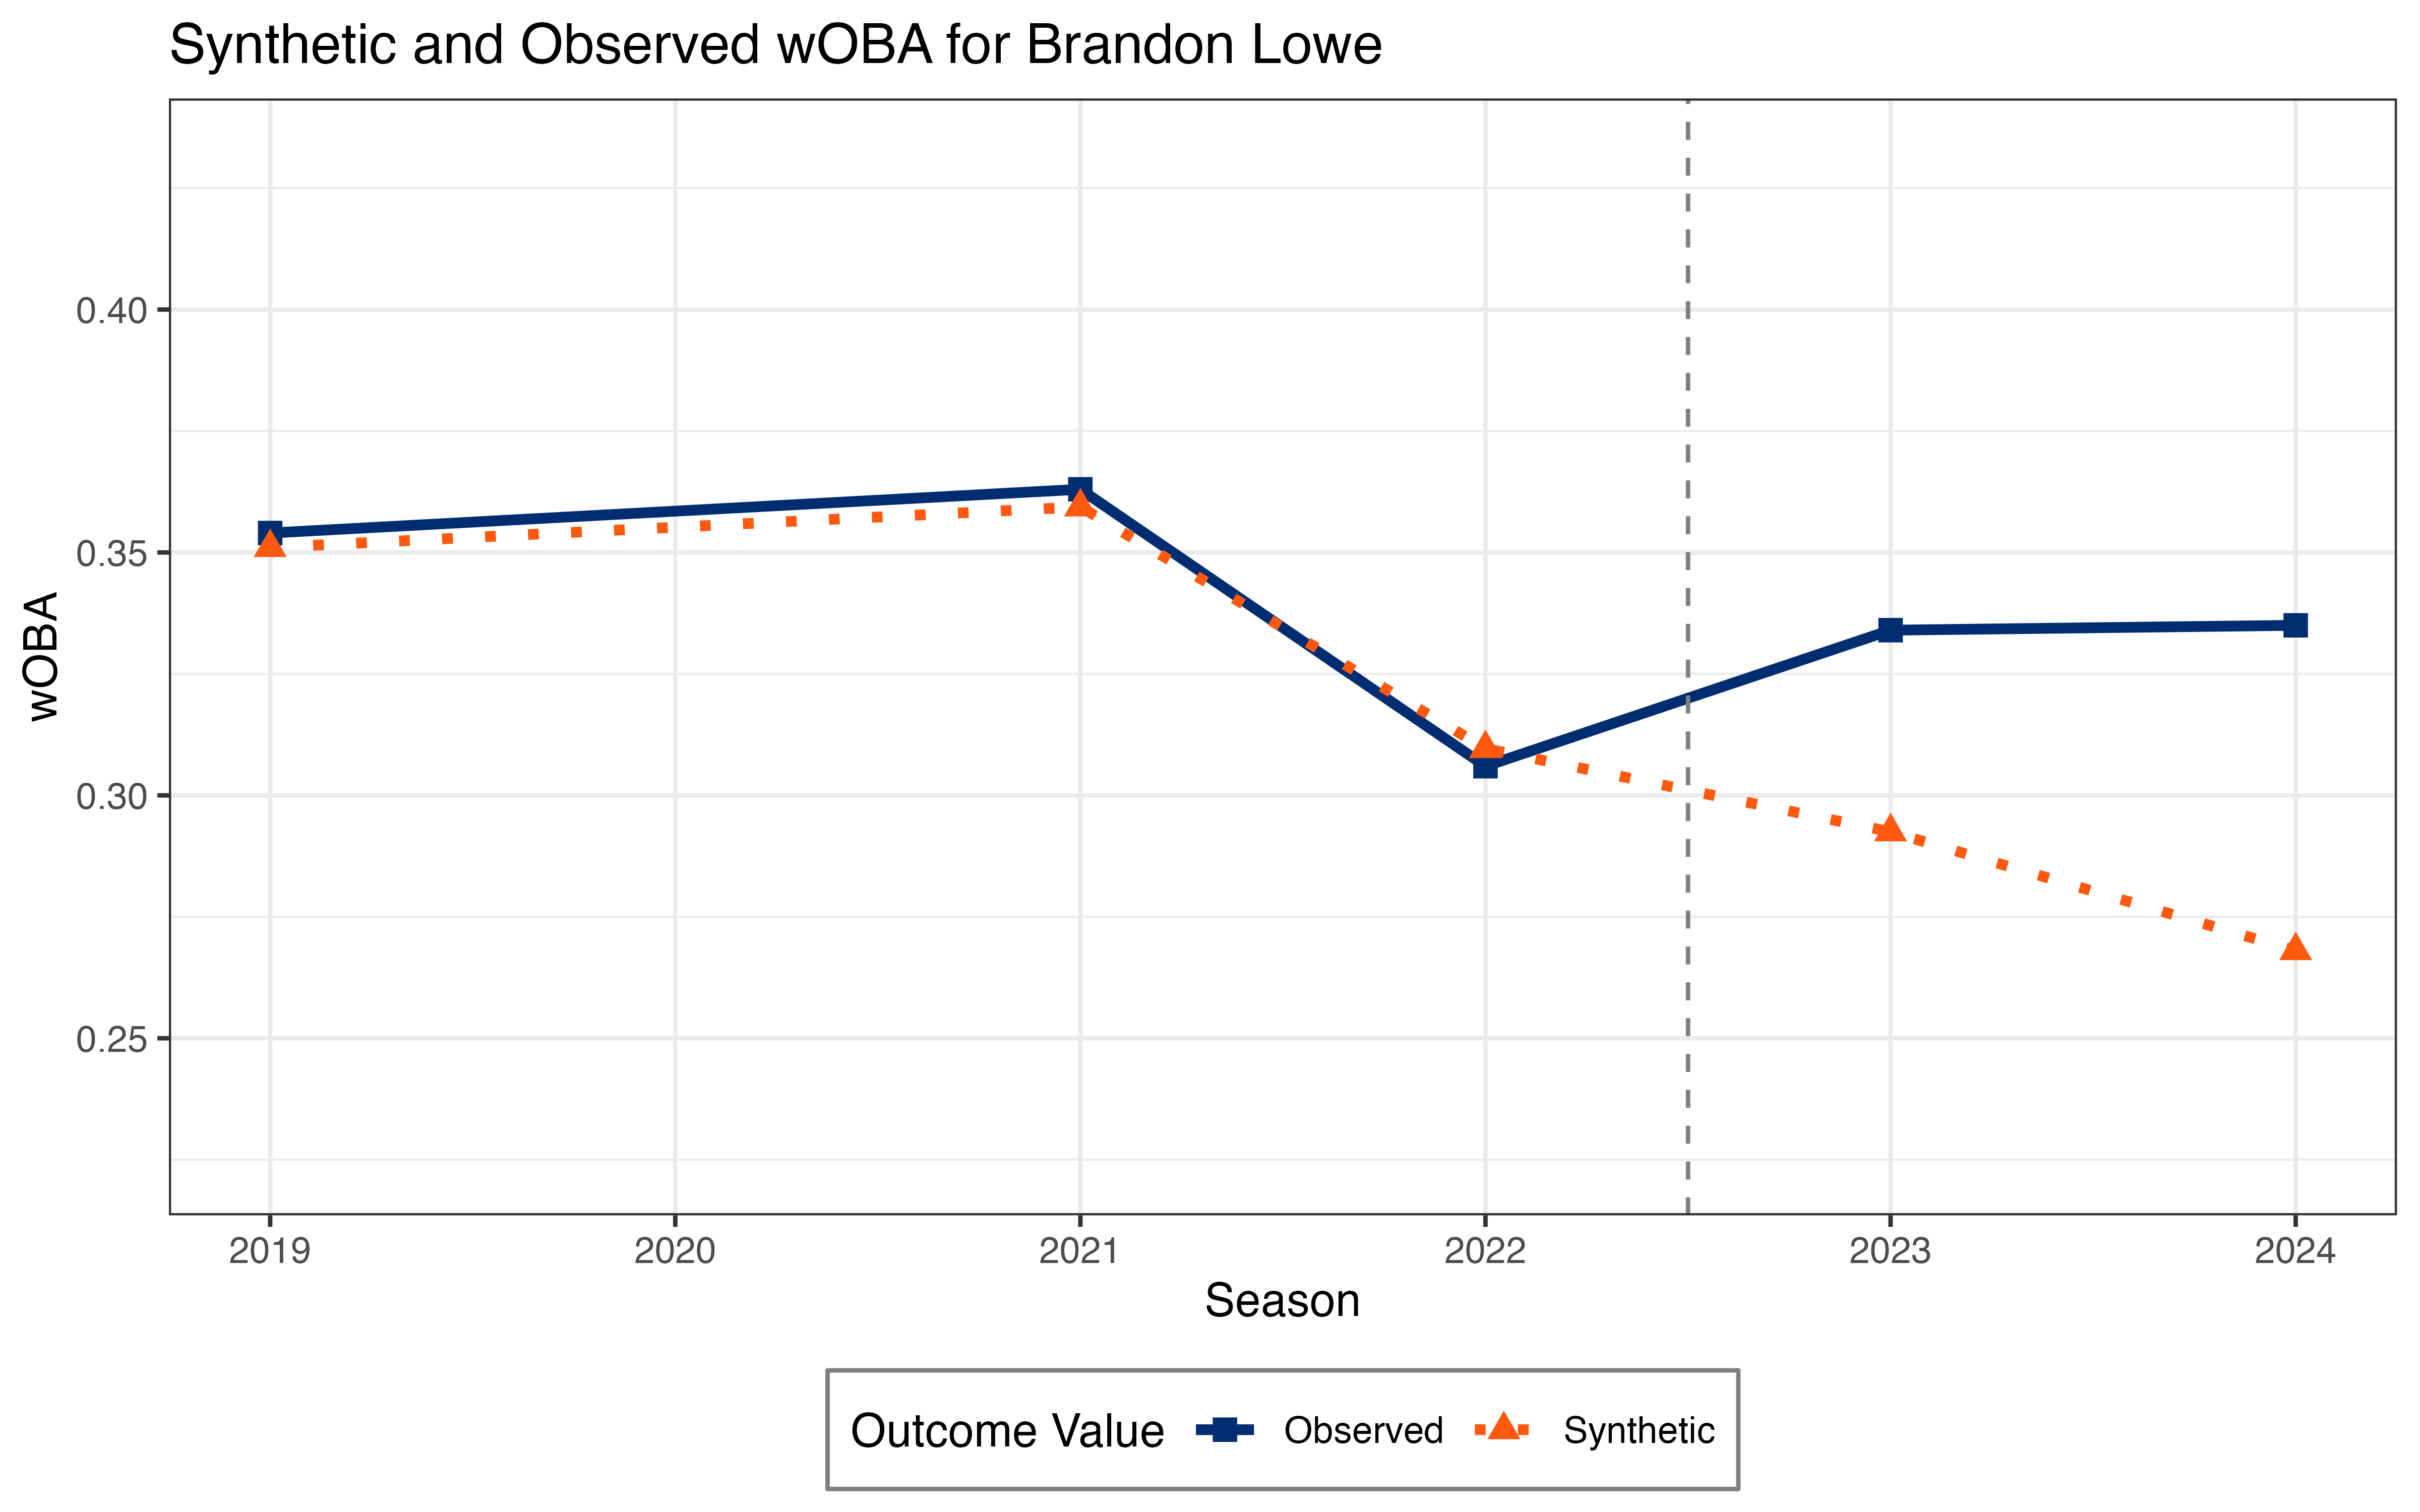 Synthetic and Observed wOBA for Brandon Lowe
wOBA
0.40
0.35
0.30
0.25
2019 2020 2021 2022 2023 2024
Season
Outcome Value Observed Synthetic